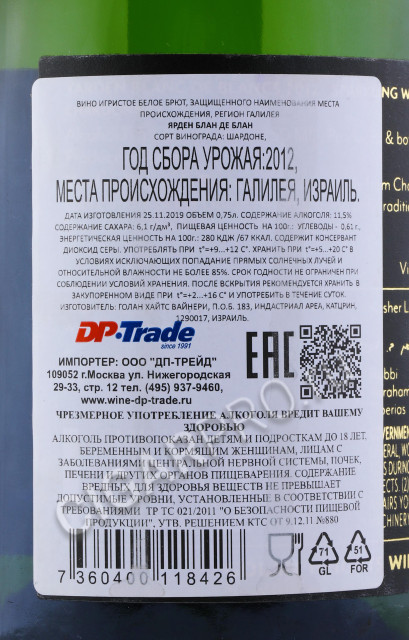 ВИНО ИГРИСТОЕ БЕЛОЕ БРЮТ, ЗАЩИЩЕННОГО НАИМЕНОВАНИЯ МЕСТА
ПРОИСХОЖДЕНИЯ, РЕГИОН ГАЛИЛЕЯ
ЯРДЕН БЛАН ДЕ БЛАН
СОРТ ВИНОГРАДА: ШАРДОНЕ,
ГОД СБОРА УРОЖАЯ:2012,
МЕСТА ПРОИСХОЖДЕНИЯ: ГАЛИЛЕЯ, ИЗРАИЛЬ.
ДАТА ИЗГОТОВЛЕНИЯ 25.11.2019 ОБЪЕМ 0,75л. СОДЕРЖАНИЕ АЛКОГОЛЯ: 11,5%
СОДЕРЖАНИЕ САХАРА: 6,1 г/дм³, ПИЩЕВАЯ ЦЕННОСТЬ НА 100г.: УГЛЕВОДЫ - 0,61г.,
ЭНЕРГЕТИЧЕСКАЯ ЦЕННОСТЬ НА 100г.: 280 КДЖ /67 ККАЛ. СОДЕРЖИТ КОНСЕРВАНТ
ДИОКСИД СЕРЫ). УПОТРЕБЛЯТЬ ПРИ t°=+9...+12 C°. ХРАНИТЬ ПРИ t°=+5...+20 C° В
УСЛОВИЯХ ИСКЛЮЧАЮЩИХ ПОПАДАНИЕ ПРЯМЫХ СОЛНЕЧНЫХ ЛУЧЕЙ И
ОТНОСИТЕЛЬНОЙ ВЛАЖНОСТИ НЕ БОЛЕЕ 85%. СРОК ГОДНОСТИ НЕ ОГРАНИЧЕН ПРИ
СОБЛЮДЕНИИ УСЛОВИЙ ХРАНЕНИЯ. ПОСЛЕ ВСКРЫТИЯ РЕКОМЕНДУЕТСЯ ХРАНИТЬ В
ЗАКУПОРЕННОМ ВИДЕ ПРИ t°=+2...+16 C° И УПОТРЕБИТЬ В ТЕЧЕНИЕ СУТОК.
ИЗГОТОВИТЕЛЬ: ГОЛАН ХАЙТС ВАЙНЕРИ, П.О.Б. 183, ИНДАСТРИАЛ АРЕА, КАТЦРИН,
1290017, ИЗРАИЛЬ.
DP-Trade
since 1991
EAC
ИМПОРТЕР: ООО "ДП-ТРЕЙД"
109052 г.Москва ул. Нижегородская
29-33, стр. 12 тел. (495) 937-9460,
www.wine-dp-trade.ru
ЧРЕЗМЕРНОЕ УПОТРЕБЛЕНИЕ АЛКОГОЛЯ ВРЕДИТ ВАШЕМУ
ЗДОРОВЬЮ
АЛКОГОЛЬ ПРОТИВОПОКАЗАН ДЕТЯМ И ПОДРОСТКАМ ДО 18 ЛЕТ,
БЕРЕМЕННЫМ И КОРМЯЩИМ ЖЕНЩИНАМ, ЛИЦАМ С
ЗАБОЛЕВАНИЯМИ ЦЕНТРАЛЬНОЙ НЕРВНОЙ СИСТЕМЫ, ПОЧЕК,
ПЕЧЕНИ И ДРУГИХ ОРГАНОВ ПИЩЕВАРЕНИЯ. СОДЕРЖАНИЕ
ВРЕДНЫХ ДЛЯ ЗДОРОВЬЯ ВЕЩЕСТВ НЕ ПРЕВЫШАЕТ
ДОПУСТИМЫЕ УРОВНИ, УСТАНОВЛЕННЫЕ В СООТВЕТСТВИИ С
ТРЕБОВАНИЯМИ ТР ТС 021/2011 "О БЕЗОПАСНОСТИ ПИЩЕВОЙ
ПРОДУКЦИИ", УТВ. РЕШЕНИЕМ КТС ОТ 9.12.11 №880
7 360400 118426
71
GL
51
FOR